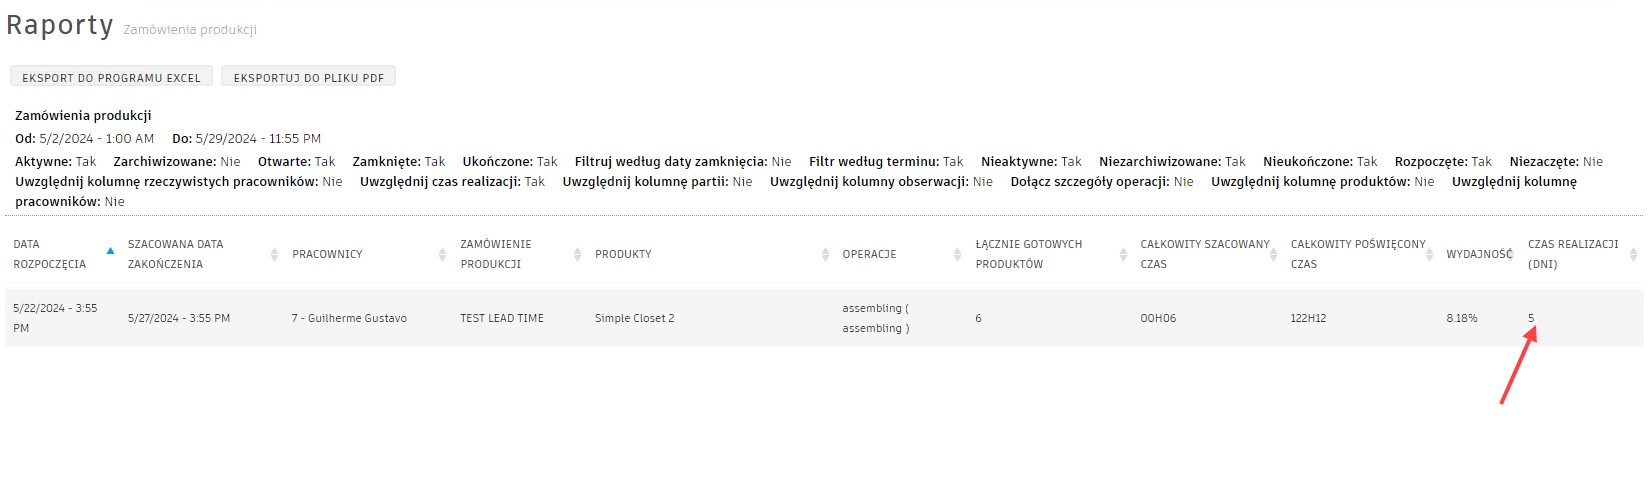 Raporty Zamówienia produkcji
EKSPORT DO PROGRAMU EXCEL EKSPORTUJ DO PLIKU PDF
Zamówienia produkcji
Od: 5/2/2024 - 1:00 AM Do: 5/29/2024 - 11:55 PM
Aktywne: Tak Zarchiwizowane: Nie Otwarte: Tak Zamknięte: Tak Ukończone: Tak Filtruj według daty zamknięcia: Nie Filtr według terminu: Tak Nieaktywne: Tak Niezarchiwizowane: Tak Nieukończone: Tak Rozpoczęte: Tak Niezaczęte: Nie
Uwzględnij kolumnę rzeczywistych pracowników: Nie Uwzględnij czas realizacji: Tak Uwzględnij kolumnę partii: Nie Uwzględnij kolumny obserwacji: Nie Dołącz szczegóły operacji: Nie Uwzględnij kolumnę produktów: Nie Uwzględnij kolumnę
pracowników: Nie
DATA SZACOWANA DATA ZAMÓWIENIE ŁĄCZNIE GOTOWYCH CAŁKOWITY SZACOWANY CAŁKOWITY POŚWIĘCONY CZAS REALIZACJI
PRACOWNICY PRODUKTY OPERACJE WYDAJNOŚĆ
ROZPOCZĘCIA ZAKOŃCZENIA PRODUKCJI PRODUKTÓW CZAS CZAS (DNI)
5/22/2024 - 3:55 assembling (
5/27/2024 - 3:55 PM 7 - Guilherme Gustavo TEST LEAD TIME Simple Closet 2 6 00H06 122H12 8.18% 5
PM assembling )